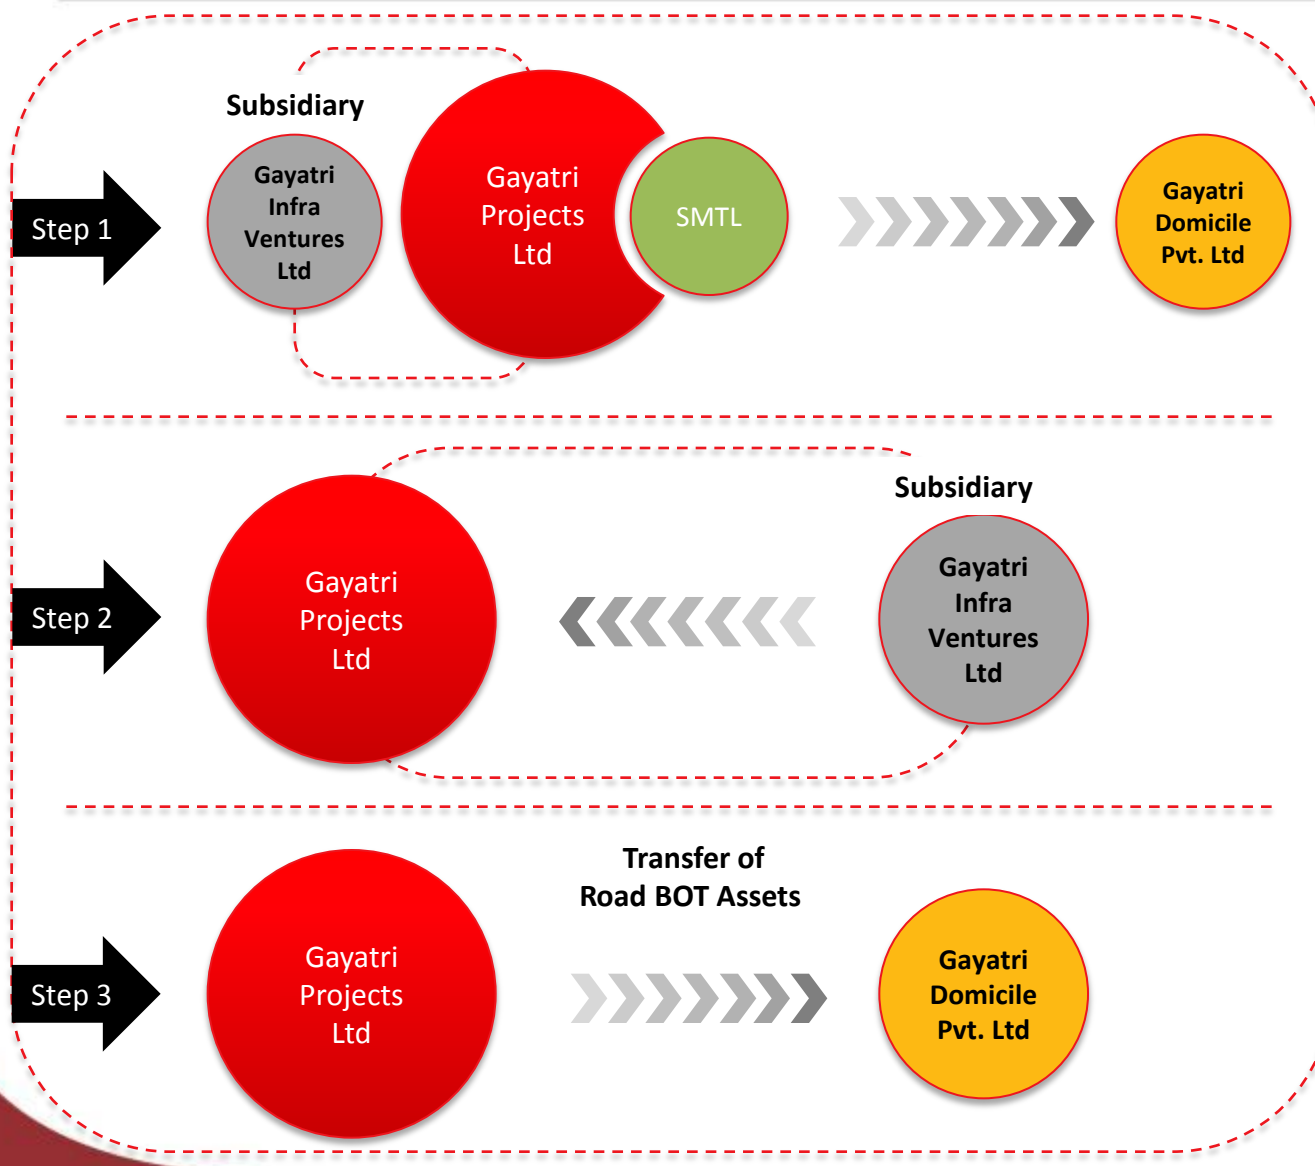 Subsidiary
Step 1
Gayatri
Infra
Ventures
Ltd
Gayatri
Projects
Ltd
SMTL
Gayatri
Domicile
Pvt. Ltd
Subsidiary
Step 2
Gayatri
Projects
Ltd
Gayatri
Infra
Ventures
Ltd
Transfer of
Road BOT Assets
Step 3
Gayatri
Projects
Ltd
Gayatri
Domicile
Pvt. Ltd